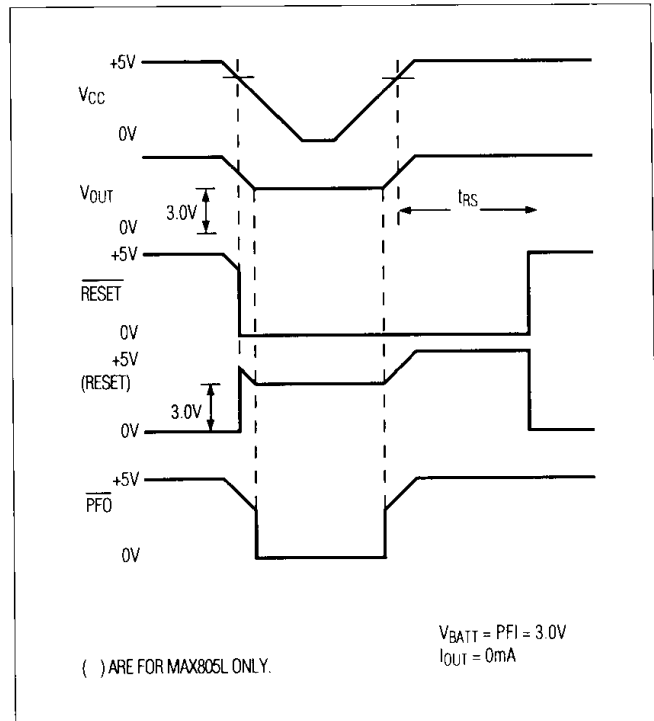 +5V
VCC
0V
VOUT
3.0V
0V
tRS
+5V
RESET
0V
+5V
(RESET)
3.0V
0V
+5V
PFO
0V
VBATT = PFI = 3.0V
IOUT = 0mA
( ) ARE FOR MAX805L ONLY.